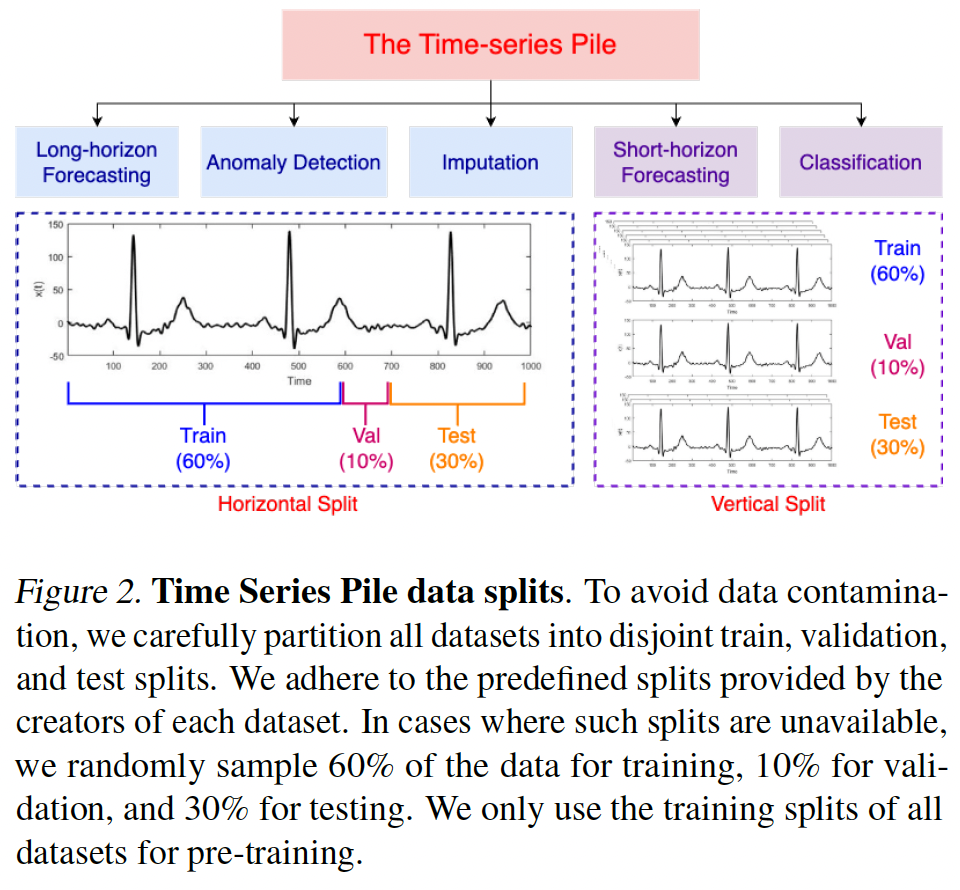 The Time-series Pile
Long-horizon
Forecasting
Anomaly Detection
Imputation
Short-horizon
Forecasting
Classification
150
100
50
0
-50
x(t)
100 200 300 400 500 600 700 800 900 1000
Time
Train
(60%)
Val
(10%)
Test
(30%)
Horizontal Split
Train
(60%)
Val
(10%)
Test
(30%)
Vertical Split
Figure 2. Time Series Pile data splits. To avoid data contamina-
tion, we carefully partition all datasets into disjoint train, validation,
and test splits. We adhere to the predefined splits provided by the
creators of each dataset. In cases where such splits are unavailable,
we randomly sample 60% of the data for training, 10% for vali-
dation, and 30% for testing. We only use the training splits of all
datasets for pre-training.